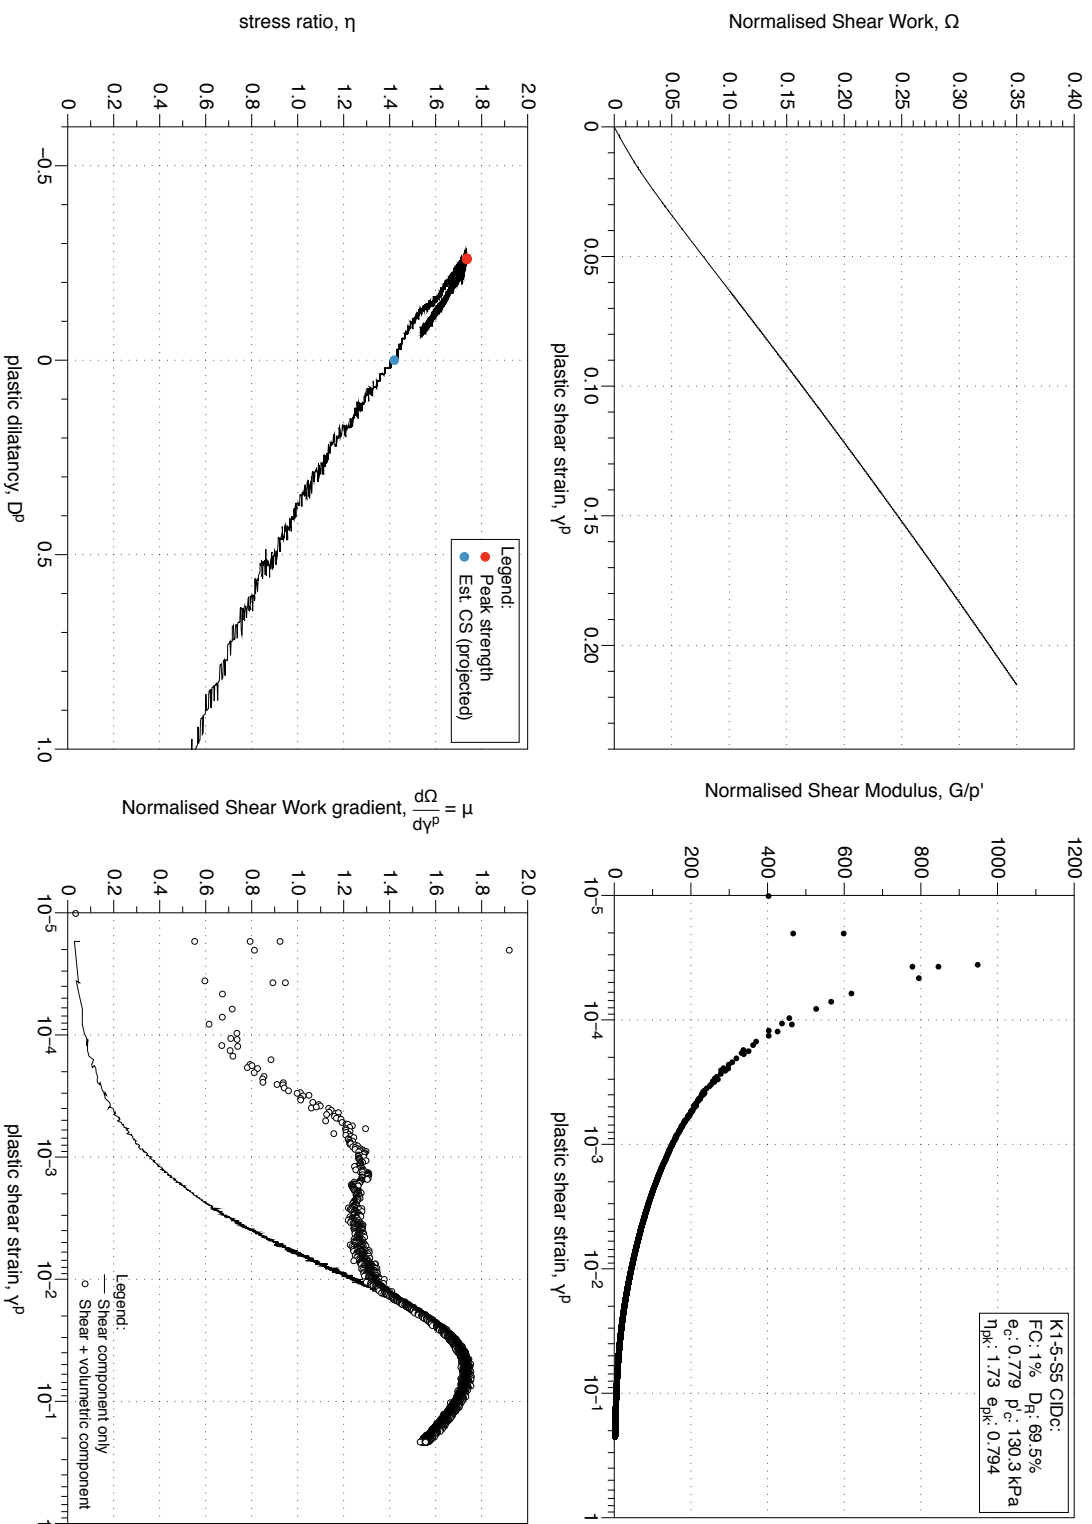 Normalised Shear Work, Ω
0.35
0.30
0.25
0.20
0.15
0.10
0.05
0
0 0.05 0.10 0.15 0.20
plastic shear strain, γᵖ
Normalised Shear Modulus, G/p'
1200
1000
800
600
400
200
0
10⁻⁵ 10⁻⁴ 10⁻³ 10⁻² 10⁻¹ 1
plastic shear strain, γᵖ
K1-5-S5 CIDc:
FC: 1% D_R: 69.5%
e_c: 0.779 p'_c: 130.3 kPa
η_pk: 1.73 e_pk: 0.794
stress ratio, η
2.0
1.8
1.6
1.4
1.2
1.0
0.8
0.6
0.4
0.2
0
−0.5 0 0.5 1.0
plastic dilatancy, Dᵖ
Legend:
Peak strength
Est. CS (projected)
Normalised Shear Work gradient, dΩ/dγᵖ = μ
2.0
1.8
1.6
1.4
1.2
1.0
0.8
0.6
0.4
0.2
0
10⁻⁵ 10⁻⁴ 10⁻³ 10⁻² 10⁻¹ 1
plastic shear strain, γᵖ
Legend:
Shear component only
Shear + volumetric component